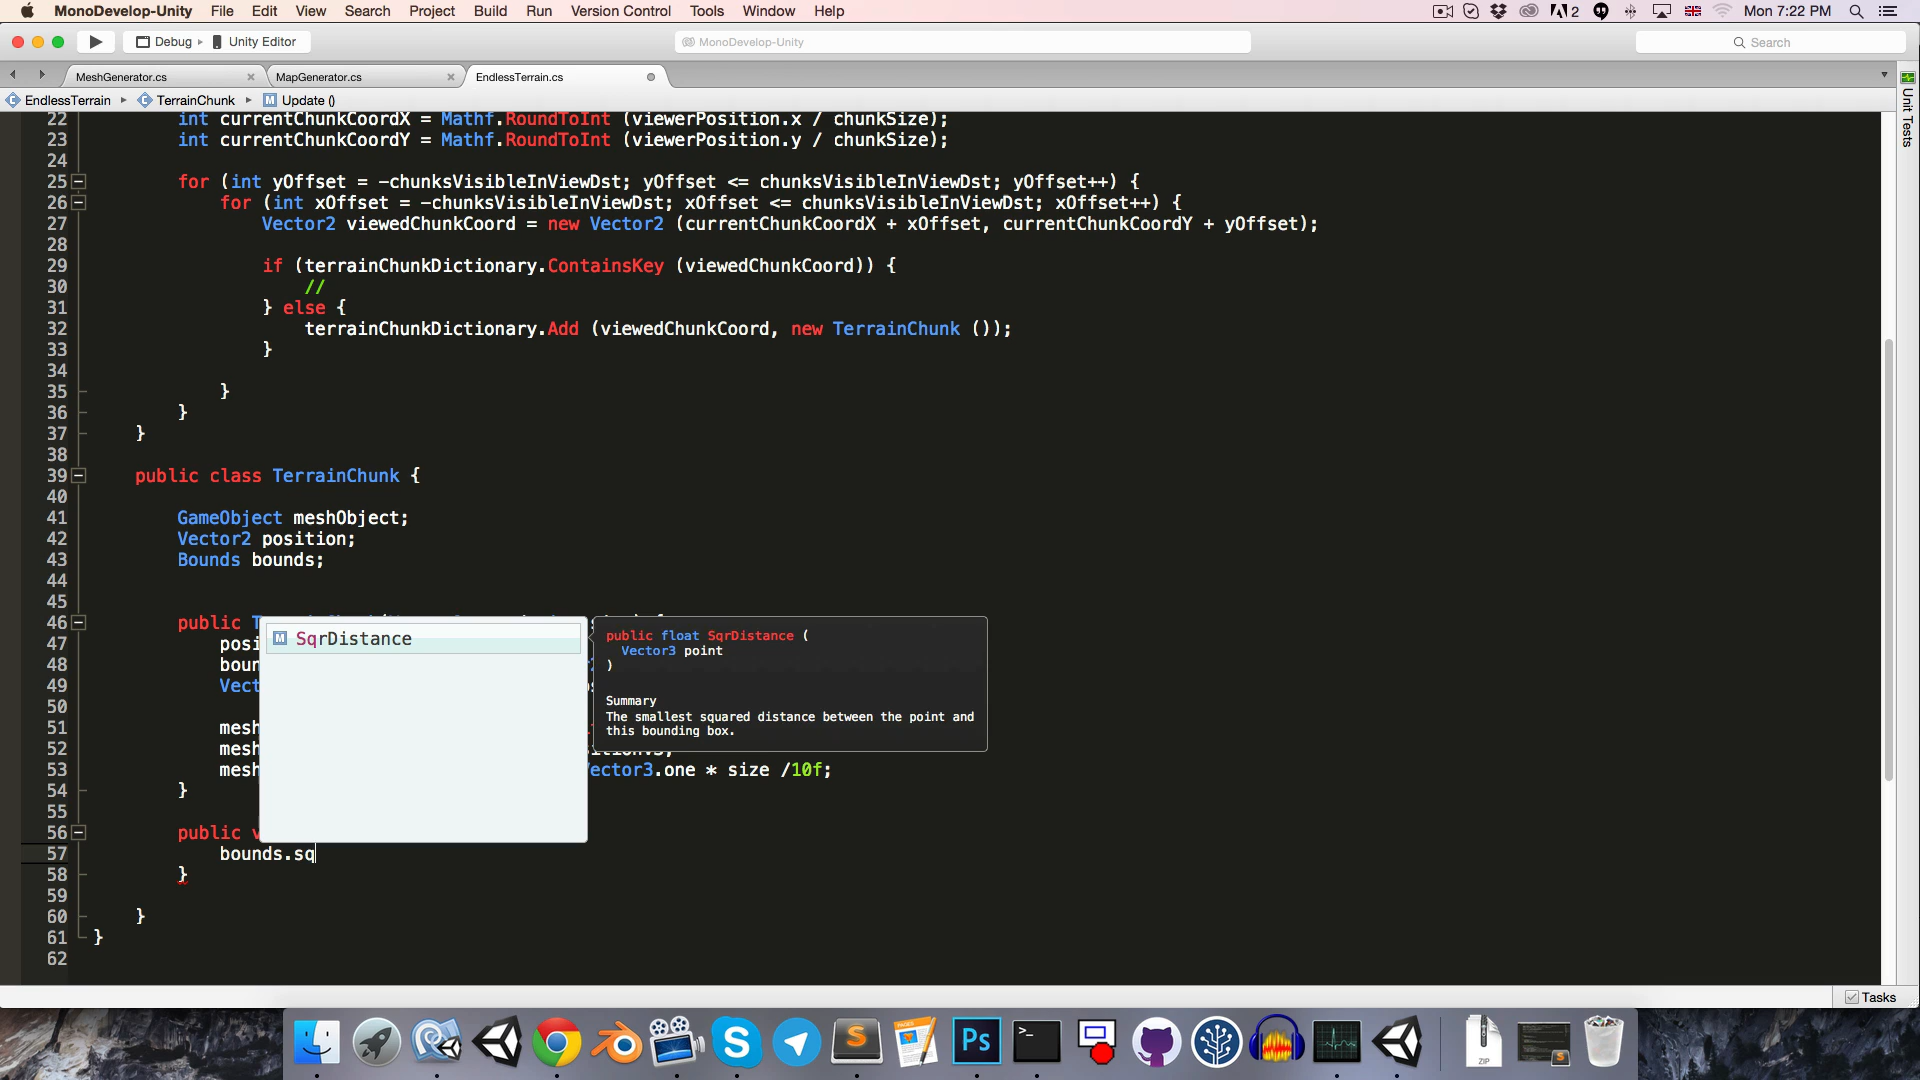 MonoDevelop-Unity File Edit View Search Project Build Run Version Control Tools Window Help
2 Mon 7:22 PM
Debug Unity Editor MonoDevelop-Unity Search
MeshGenerator.cs MapGenerator.cs EndlessTerrain.cs
EndlessTerrain TerrainChunk M Update ()
Unit Tests
22 int currentChunkCoordX = Mathf.RoundToInt (viewerPosition.x / chunkSize);
23 int currentChunkCoordY = Mathf.RoundToInt (viewerPosition.y / chunkSize);
24
25 for (int yOffset = -chunksVisibleInViewDst; yOffset <= chunksVisibleInViewDst; yOffset++) {
26 for (int xOffset = -chunksVisibleInViewDst; xOffset <= chunksVisibleInViewDst; xOffset++) {
27 Vector2 viewedChunkCoord = new Vector2 (currentChunkCoordX + xOffset, currentChunkCoordY + yOffset);
28
29 if (terrainChunkDictionary.ContainsKey (viewedChunkCoord)) {
30 //
31 } else {
32 terrainChunkDictionary.Add (viewedChunkCoord, new TerrainChunk ());
33 }
34
35 }
36 }
37 }
38
39 public class TerrainChunk {
40
41 GameObject meshObject;
42 Vector2 position;
43 Bounds bounds;
44
45
46 public
47 posi
48 boun
49 Vect
50
51 mesh
52 mesh
53 mesh Vector3.one * size /10f;
54 }
55
56 public v
57 bounds.sq
58 }
59
60 }
61 }
62
M SqrDistance
public float SqrDistance (
Vector3 point
)
Summary
The smallest squared distance between the point and
this bounding box.
Tasks
S Ps >_ ZIP S